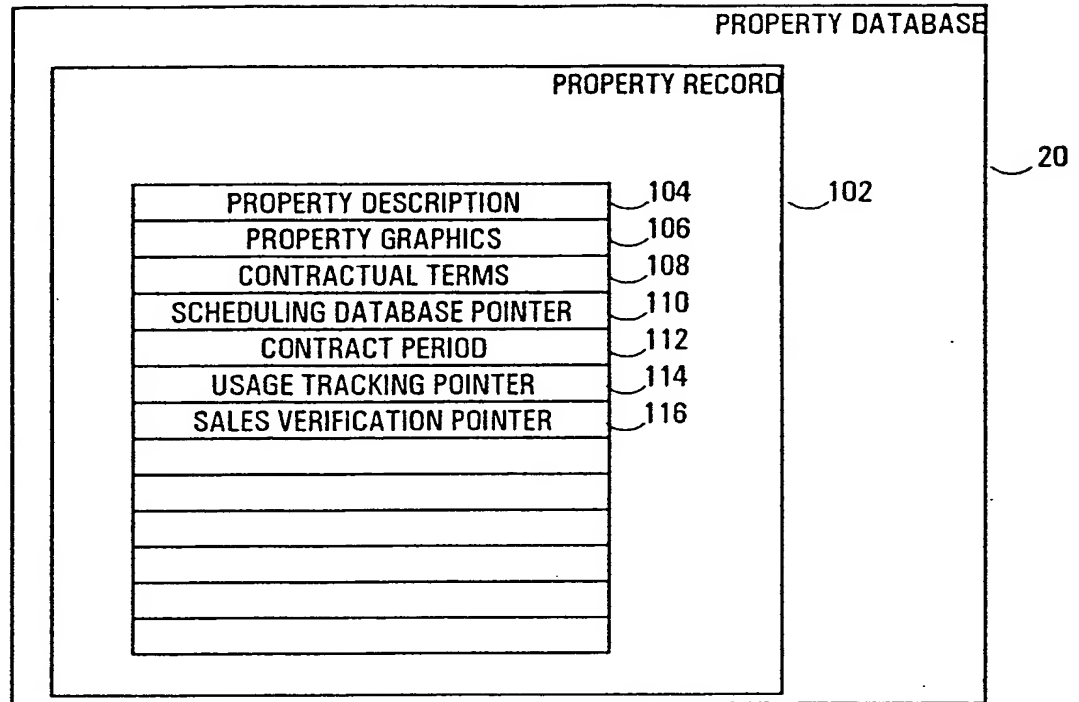 PROPERTY DATABASE
PROPERTY RECORD
20
PROPERTY DESCRIPTION 104 102
PROPERTY GRAPHICS 106
CONTRACTUAL TERMS 108
SCHEDULING DATABASE POINTER 110
CONTRACT PERIOD 112
USAGE TRACKING POINTER 114
SALES VERIFICATION POINTER 116